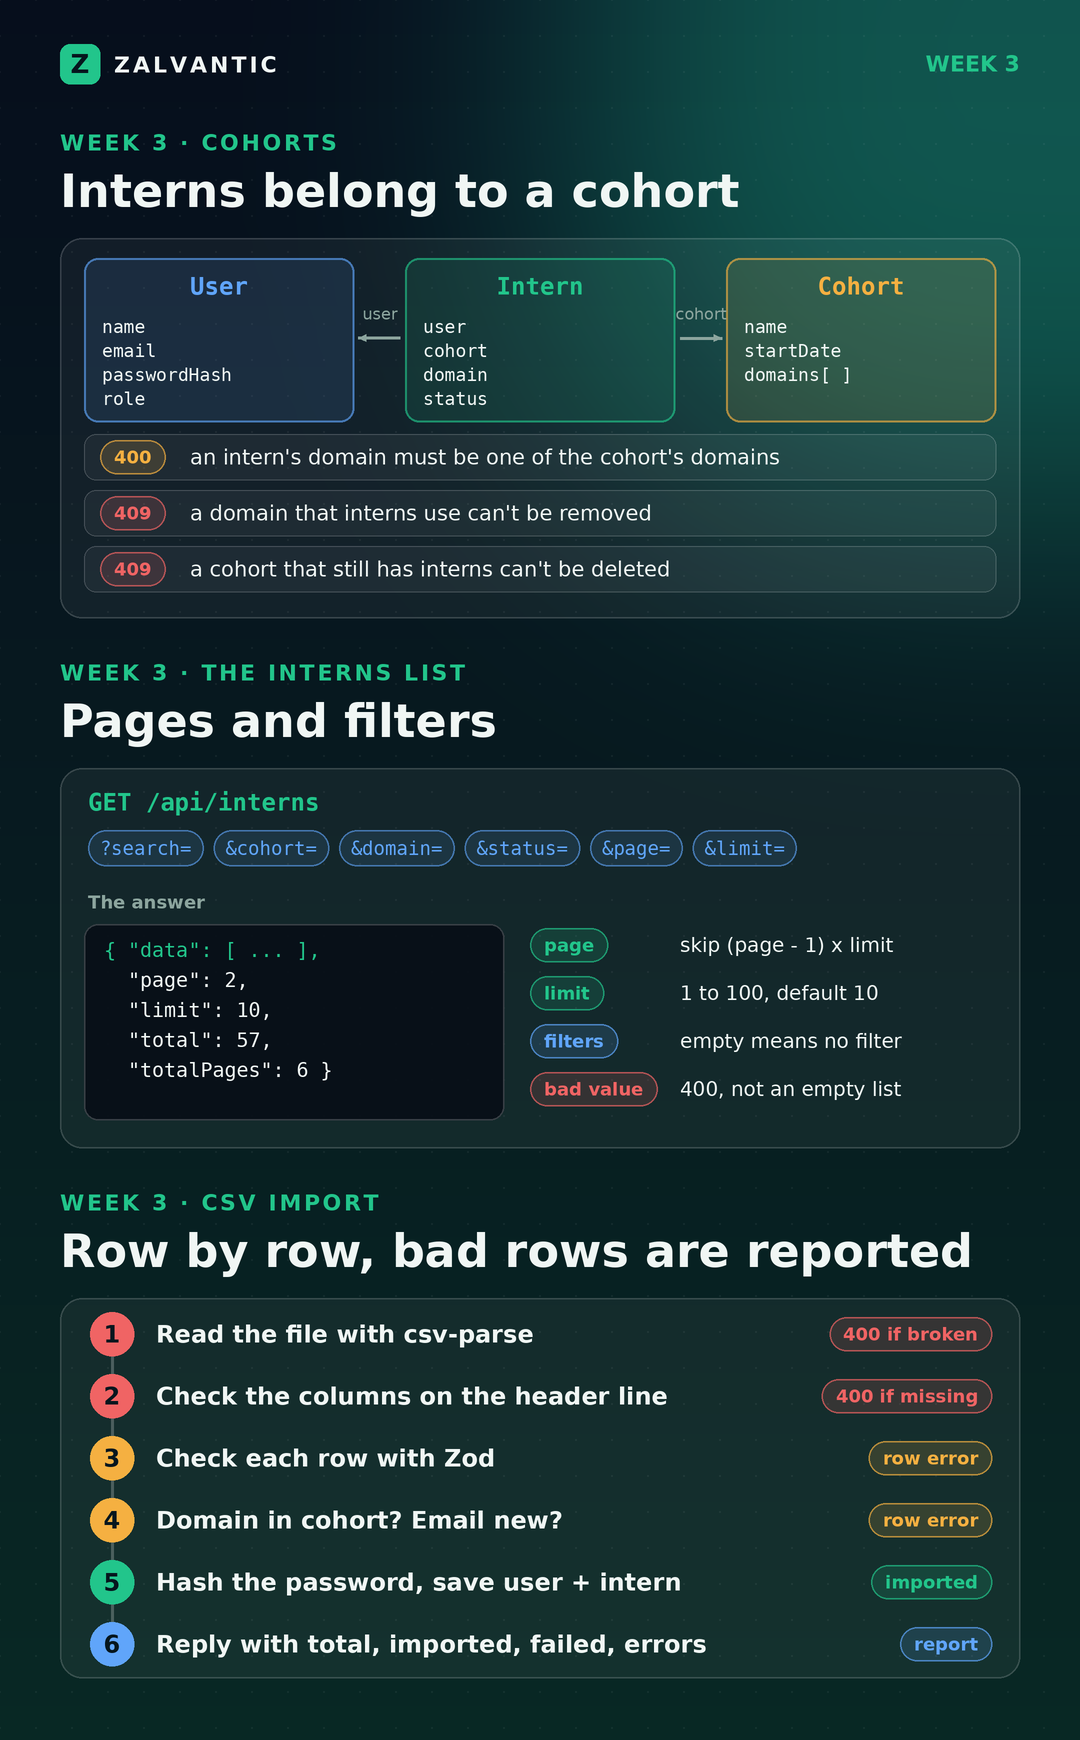 Z ZALVANTIC
WEEK 3
WEEK 3 · COHORTS
Interns belong to a cohort
User
name
email
passwordHash
role
user
Intern
user
cohort
domain
status
cohort
Cohort
name
startDate
domains[ ]
400 an intern's domain must be one of the cohort's domains
409 a domain that interns use can't be removed
409 a cohort that still has interns can't be deleted
WEEK 3 · THE INTERNS LIST
Pages and filters
GET /api/interns
?search= &cohort= &domain= &status= &page= &limit=
The answer
{ "data": [ ... ],
"page": 2,
"limit": 10,
"total": 57,
"totalPages": 6 }
page skip (page - 1) x limit
limit 1 to 100, default 10
filters empty means no filter
bad value 400, not an empty list
WEEK 3 · CSV IMPORT
Row by row, bad rows are reported
1 Read the file with csv-parse 400 if broken
2 Check the columns on the header line 400 if missing
3 Check each row with Zod row error
4 Domain in cohort? Email new? row error
5 Hash the password, save user + intern imported
6 Reply with total, imported, failed, errors report